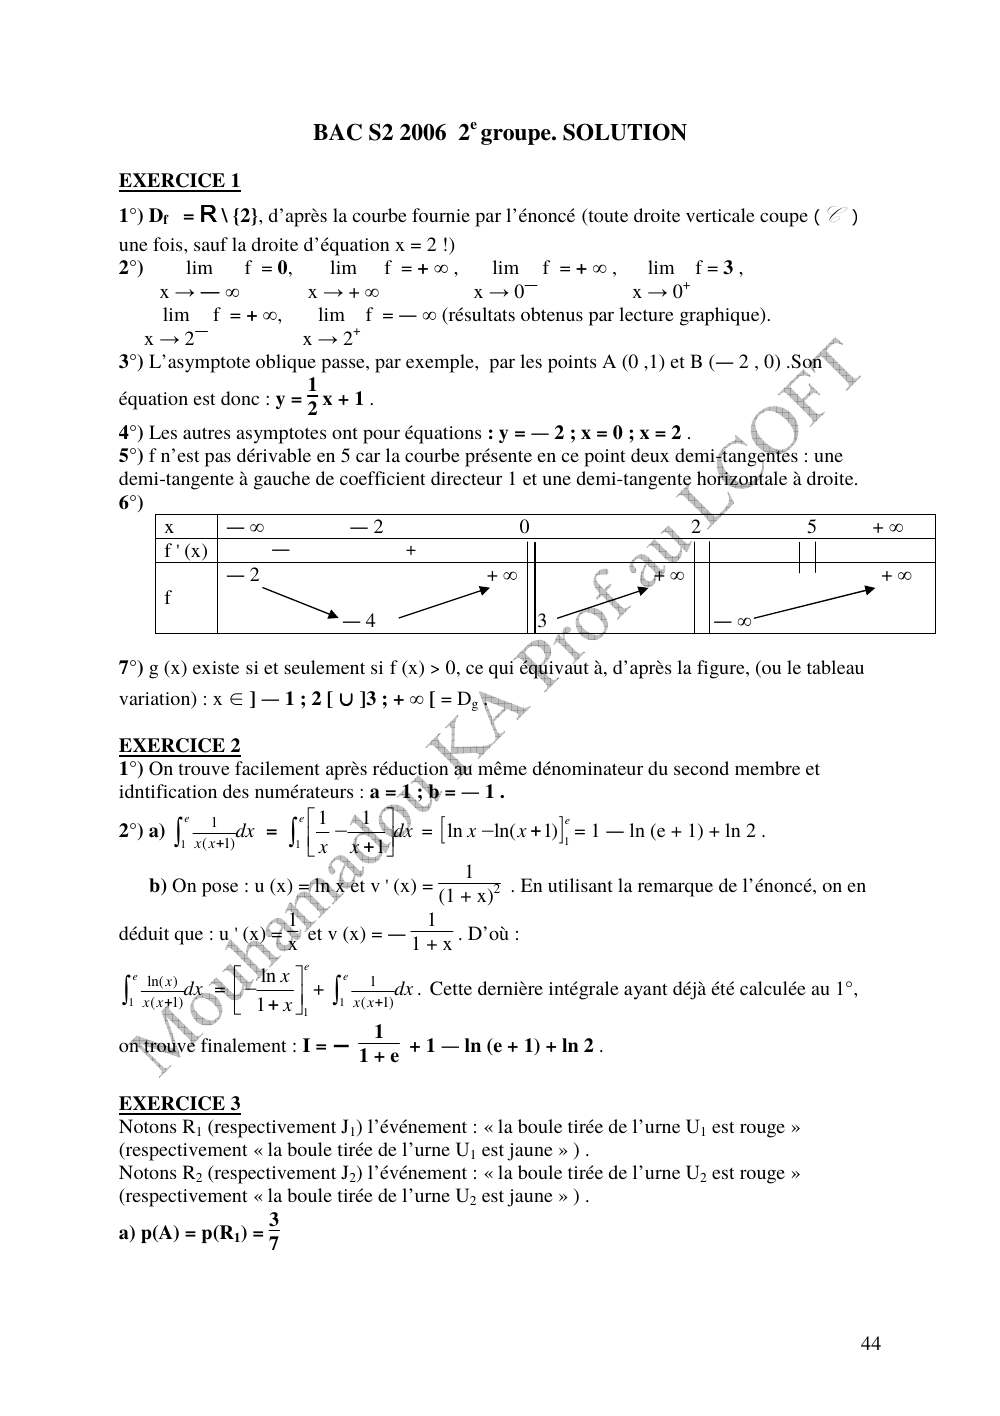 BAC S2 2006 2e groupe. SOLUTION
EXERCICE 1
1°) Df = R \ {2}, d’après la courbe fournie par l’énoncé (toute droite verticale coupe ( 𝒞 )
une fois, sauf la droite d’équation x = 2 !)
2°) lim f = 0, lim f = + ∞ , lim f = + ∞ , lim f = 3 ,
x → — ∞ x → + ∞ x → 0— x → 0+
lim f = + ∞, lim f = — ∞ (résultats obtenus par lecture graphique).
x → 2— x → 2+
3°) L’asymptote oblique passe, par exemple, par les points A (0 ,1) et B (— 2 , 0) .Son
équation est donc : y = 1/2 x + 1 .
4°) Les autres asymptotes ont pour équations : y = — 2 ; x = 0 ; x = 2 .
5°) f n’est pas dérivable en 5 car la courbe présente en ce point deux demi-tangentes : une
demi-tangente à gauche de coefficient directeur 1 et une demi-tangente horizontale à droite.
6°)
x — ∞ — 2 0 2 5 + ∞
f ' (x) — +
— 2 + ∞ + ∞ + ∞
f
— 4 3 — ∞
7°) g (x) existe si et seulement si f (x) > 0, ce qui équivaut à, d’après la figure, (ou le tableau
variation) : x ∈ ] — 1 ; 2 [ ∪ ]3 ; + ∞ [ = Dg .
EXERCICE 2
1°) On trouve facilement après réduction au même dénominateur du second membre et
idntification des numérateurs : a = 1 ; b = — 1 .
2°) a) ∫₁ᵉ 1/(x(x+1)) dx = ∫₁ᵉ [1/x − 1/(x+1)] dx = [ln x − ln(x + 1)]₁ᵉ = 1 — ln (e + 1) + ln 2 .
b) On pose : u (x) = ln x et v ' (x) = 1/(1 + x)² . En utilisant la remarque de l’énoncé, on en
déduit que : u ' (x) = 1/x et v (x) = — 1/(1 + x) . D’où :
∫₁ᵉ ln(x)/(x(x+1)) dx = [− ln x/(1 + x)]₁ᵉ + ∫₁ᵉ 1/(x(x+1)) dx . Cette dernière intégrale ayant déjà été calculée au 1°,
on trouve finalement : I = — 1/(1 + e) + 1 — ln (e + 1) + ln 2 .
EXERCICE 3
Notons R1 (respectivement J1) l’événement : « la boule tirée de l’urne U1 est rouge »
(respectivement « la boule tirée de l’urne U1 est jaune » ) .
Notons R2 (respectivement J2) l’événement : « la boule tirée de l’urne U2 est rouge »
(respectivement « la boule tirée de l’urne U2 est jaune » ) .
a) p(A) = p(R1) = 3/7
44
Mouhamadou KA Prof au LCOFT